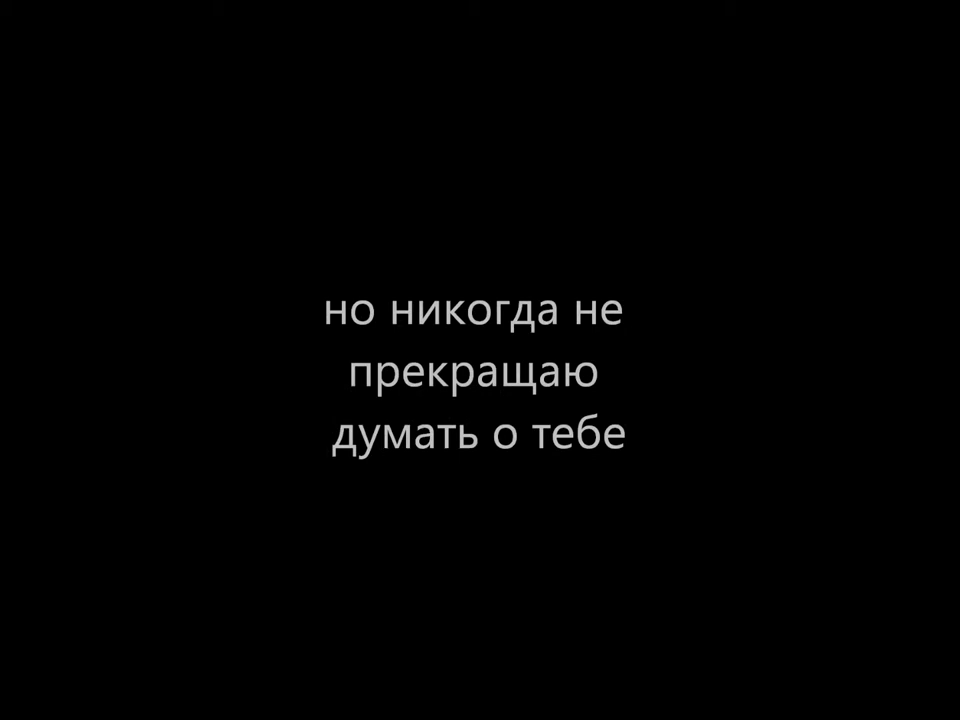 но никогда не
прекращаю
думать о тебе